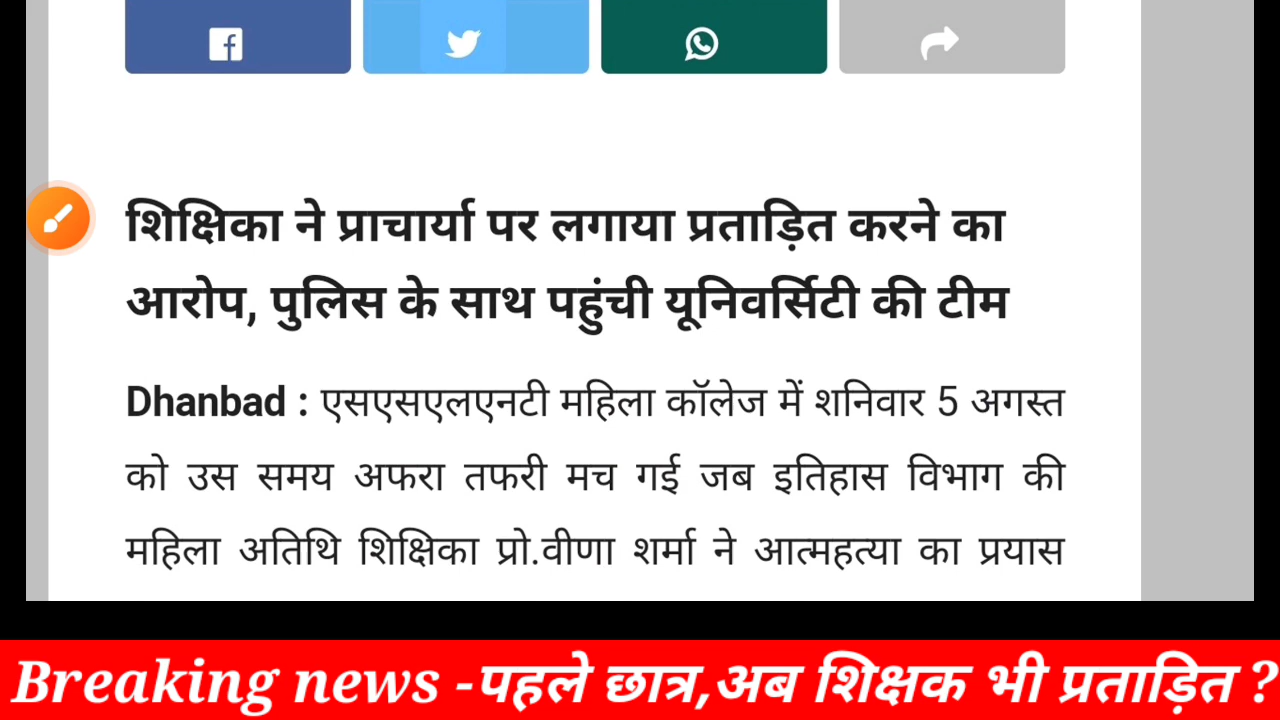 शिक्षिका ने प्राचार्या पर लगाया प्रताड़ित करने का
आरोप, पुलिस के साथ पहुंची यूनिवर्सिटी की टीम
Dhanbad : एसएसएलएनटी महिला कॉलेज में शनिवार 5 अगस्त
को उस समय अफरा तफरी मच गई जब इतिहास विभाग की
महिला अतिथि शिक्षिका प्रो.वीणा शर्मा ने आत्महत्या का प्रयास
Breaking news -पहले छात्र,अब शिक्षक भी प्रताड़ित ?